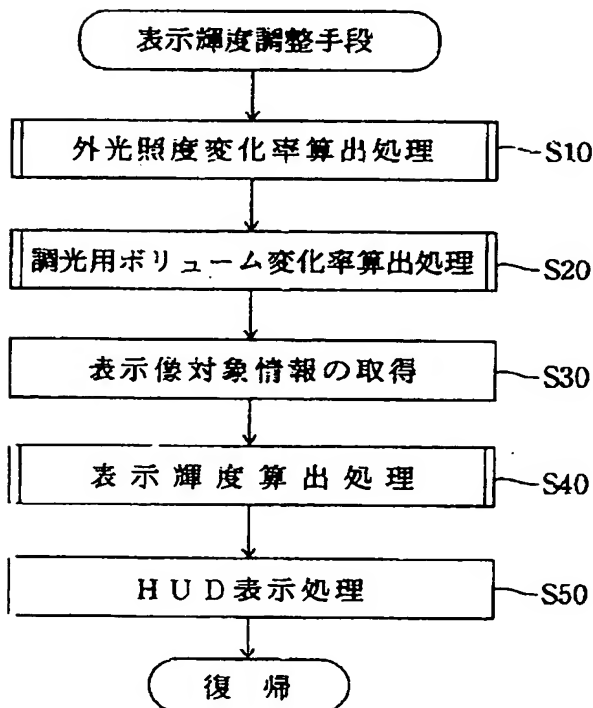 表示輝度調整手段
外光照度変化率算出処理 S10
調光用ボリューム変化率算出処理 S20
表示像対象情報の取得 S30
表示輝度算出処理 S40
HUD表示処理 S50
復帰